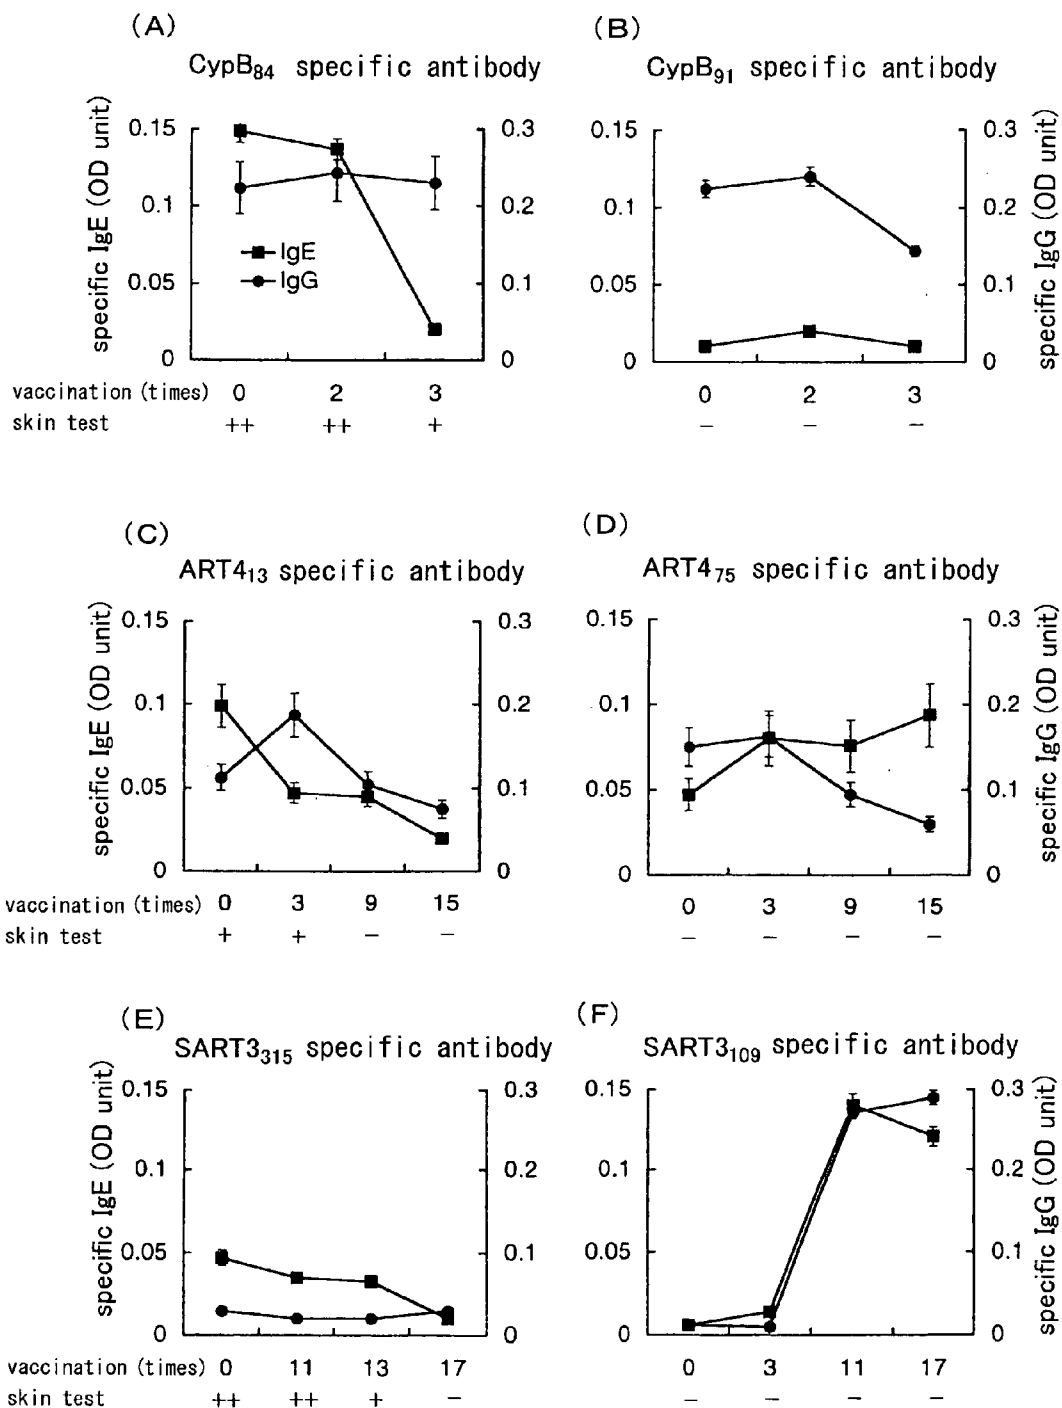 (A)
CypB84 specific antibody
specific IgE (OD unit)
0.15
0.1
0.05
0
0.3
0.2
0.1
0
IgE
IgG
vaccination (times) 0 2 3
skin test ++ ++ +
(B)
CypB91 specific antibody
0.15
0.1
0.05
0
0.3
0.2
0.1
0
specific IgG (OD unit)
0 2 3
− − −
(C)
ART413 specific antibody
specific IgE (OD unit)
0.15
0.1
0.05
0
0.3
0.2
0.1
0
vaccination (times) 0 3 9 15
skin test + + − −
(D)
ART475 specific antibody
0.15
0.1
0.05
0
0.3
0.2
0.1
0
specific IgG (OD unit)
0 3 9 15
− − − −
(E)
SART3315 specific antibody
specific IgE (OD unit)
0.15
0.1
0.05
0
0.3
0.2
0.1
0
vaccination (times) 0 11 13 17
skin test ++ ++ + −
(F)
SART3109 specific antibody
0.15
0.1
0.05
0
0.3
0.2
0.1
0
specific IgG (OD unit)
0 3 11 17
− − − −